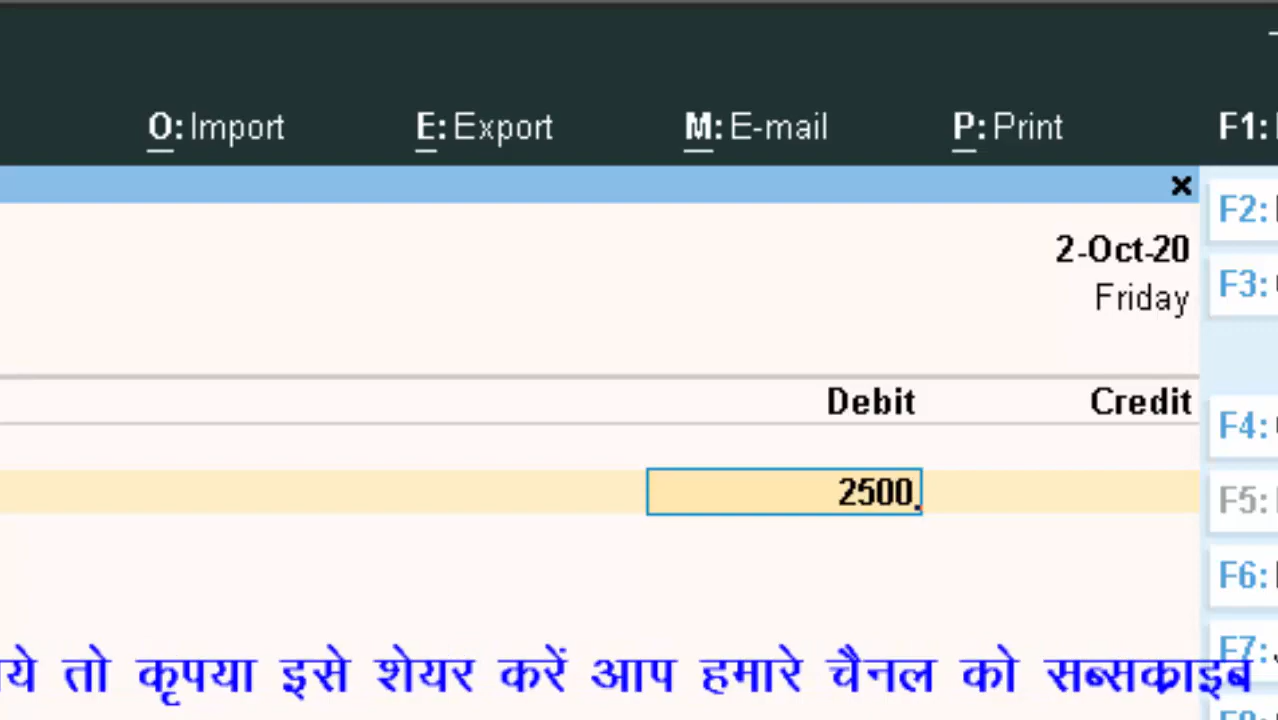 O: Import E: Export M: E-mail P: Print F1:
F2:
2-Oct-20
F3:
Friday
Debit Credit
F4:
2500
F5:
F6:
F7:
तो कृपया इसे शेयर करें आप हमारे चैनल को सब्सक्राइब